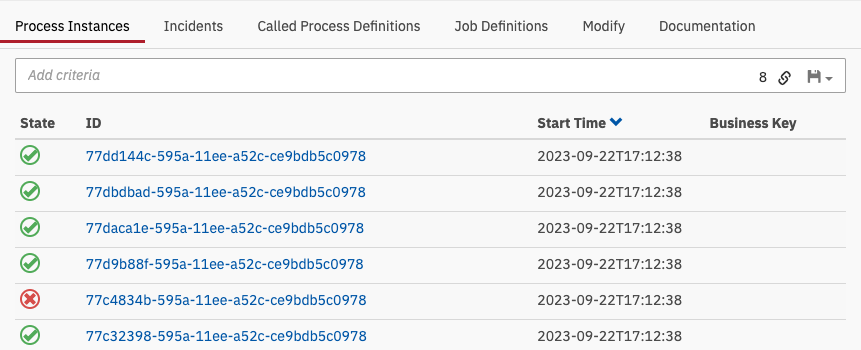 Process Instances Incidents Called Process Definitions Job Definitions Modify Documentation
Add criteria 8
State ID Start Time Business Key
77dd144c-595a-11ee-a52c-ce9bdb5c0978 2023-09-22T17:12:38
77dbdbad-595a-11ee-a52c-ce9bdb5c0978 2023-09-22T17:12:38
77daca1e-595a-11ee-a52c-ce9bdb5c0978 2023-09-22T17:12:38
77d9b88f-595a-11ee-a52c-ce9bdb5c0978 2023-09-22T17:12:38
77c4834b-595a-11ee-a52c-ce9bdb5c0978 2023-09-22T17:12:38
77c32398-595a-11ee-a52c-ce9bdb5c0978 2023-09-22T17:12:38